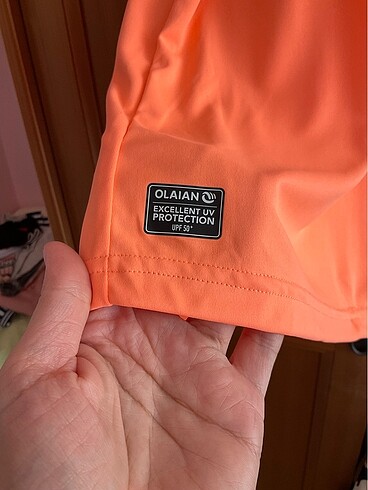 OLAIAN
EXCELLENT UV
PROTECTION
UPF 50+